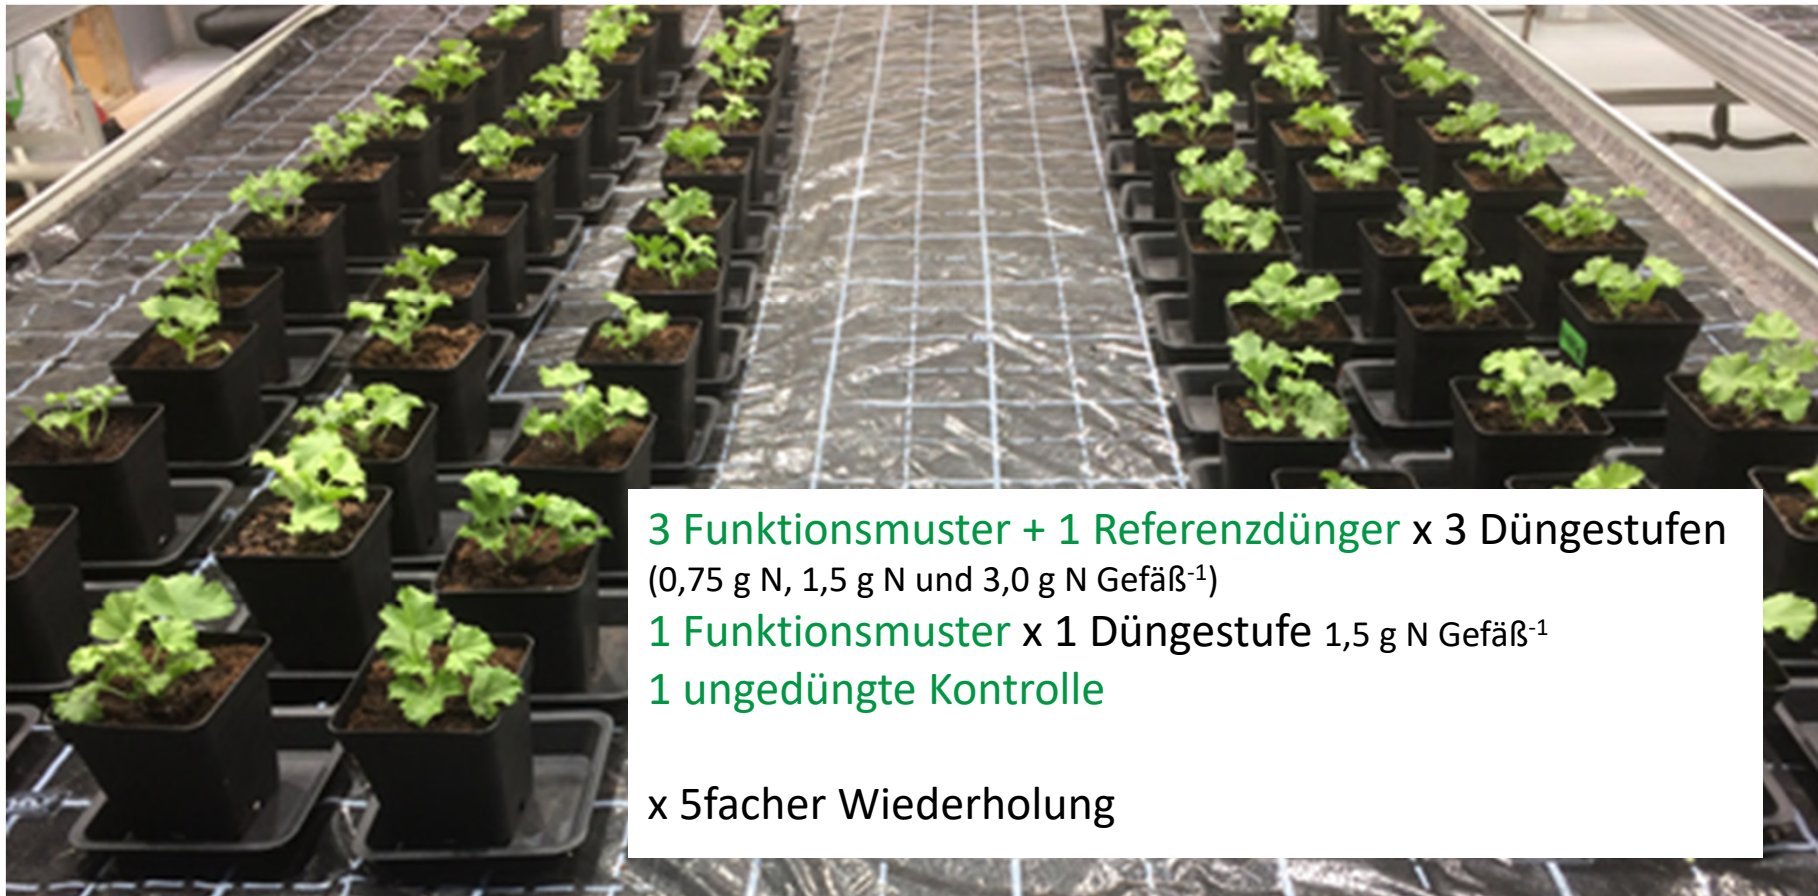 3 Funktionsmuster + 1 Referenzdünger x 3 Düngestufen
(0,75 g N, 1,5 g N und 3,0 g N Gefäß⁻¹)
1 Funktionsmuster x 1 Düngestufe 1,5 g N Gefäß⁻¹
1 ungedüngte Kontrolle
x 5facher Wiederholung